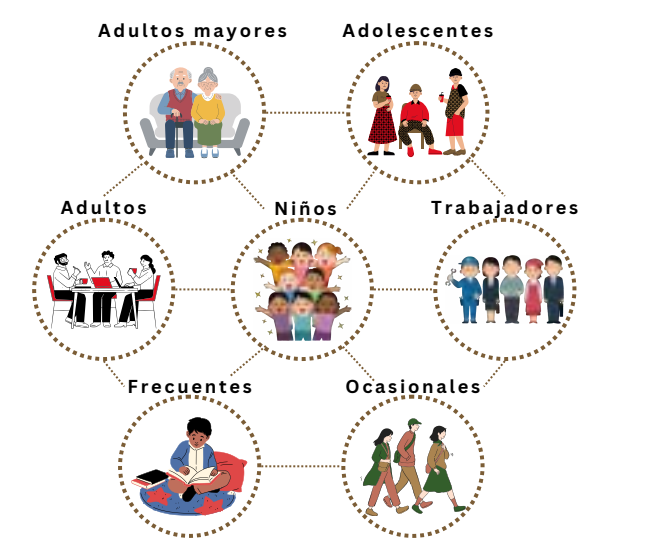 Adultos mayores
Adolescentes
Adultos
Niños
Trabajadores
Frecuentes
Ocasionales